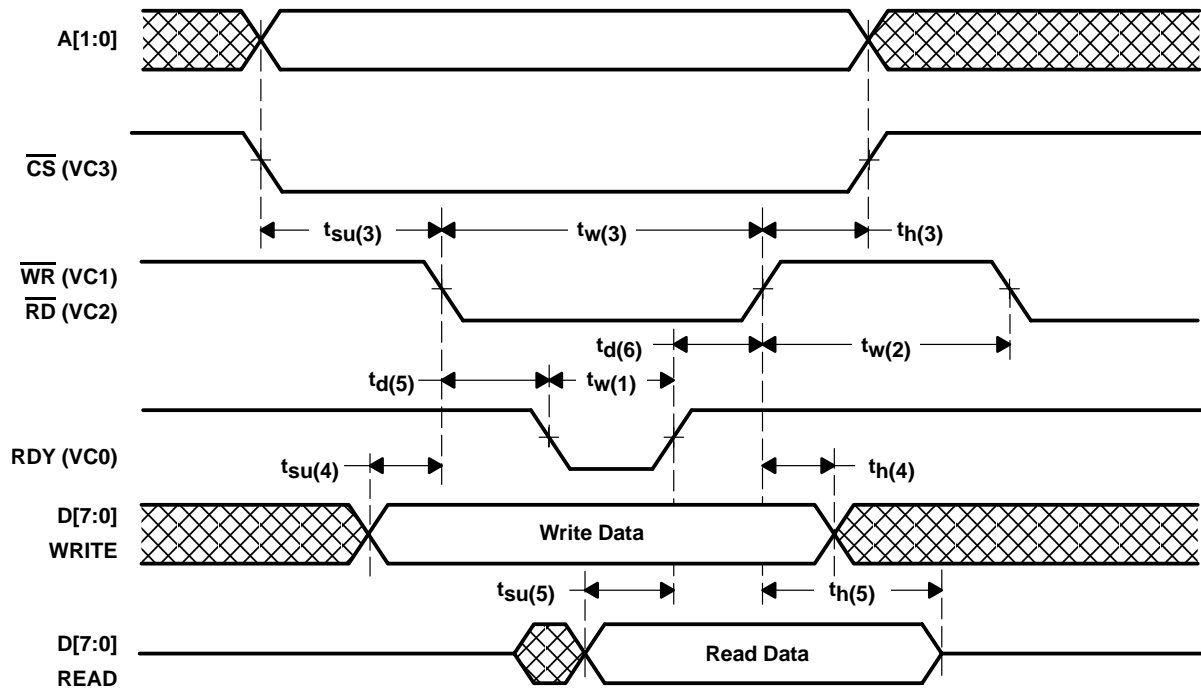 A[1:0]
CS (VC3)
tsu(3)
tw(3)
th(3)
WR (VC1)
RD (VC2)
td(6)
tw(2)
td(5)
tw(1)
RDY (VC0)
tsu(4)
th(4)
D[7:0]
WRITE
Write Data
tsu(5)
th(5)
D[7:0]
READ
Read Data